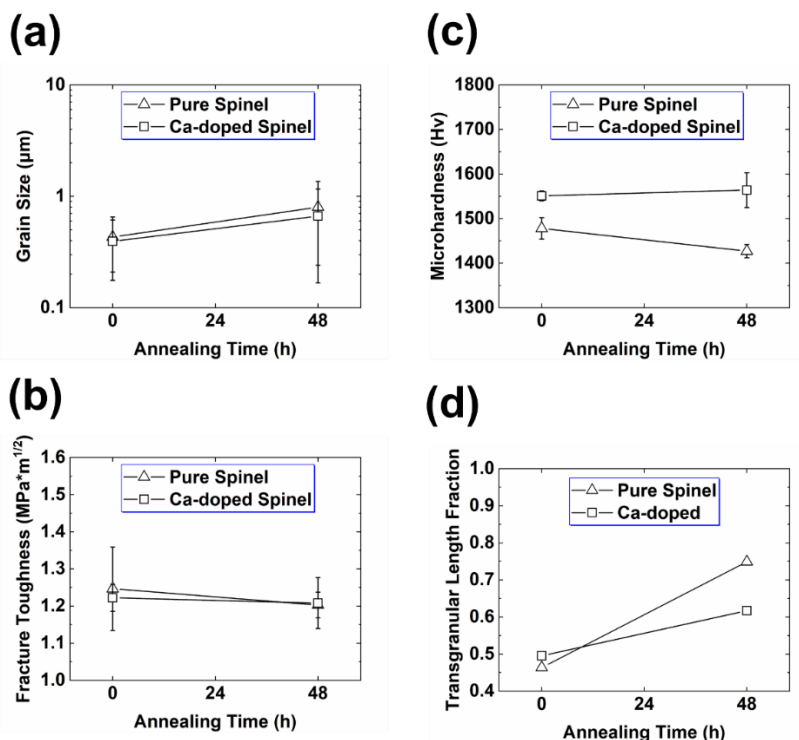 (a)
10
1
0.1
Grain Size (μm)
Pure Spinel
Ca-doped Spinel
0 24 48
Annealing Time (h)
(c)
1800
1700
1600
1500
1400
1300
Microhardness (Hv)
Pure Spinel
Ca-doped Spinel
0 24 48
Annealing Time (h)
(b)
1.6
1.5
1.4
1.3
1.2
1.1
1.0
Fracture Toughness (MPa*m^1/2)
Pure Spinel
Ca-doped Spinel
0 24 48
Annealing Time (h)
(d)
1.0
0.9
0.8
0.7
0.6
0.5
0.4
Transgranular Length Fraction
Pure Spinel
Ca-doped
0 24 48
Annealing Time (h)